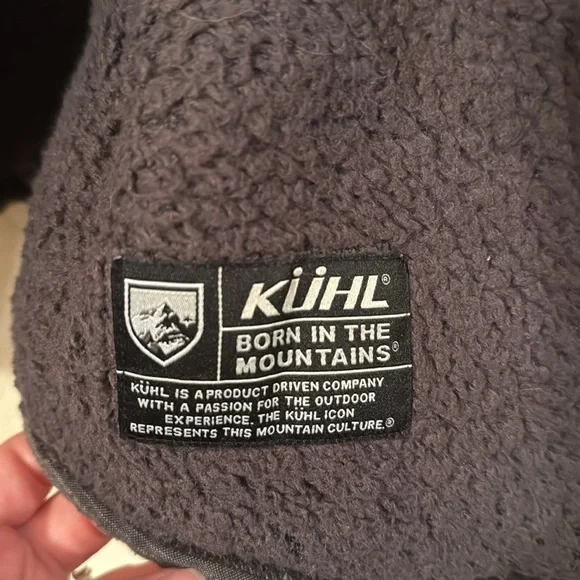 KÜHL®
BORN IN THE
MOUNTAINS®
KÜHL IS A PRODUCT DRIVEN COMPANY
WITH A PASSION FOR THE OUTDOOR
EXPERIENCE. THE KÜHL ICON
REPRESENTS THIS MOUNTAIN CULTURE.®